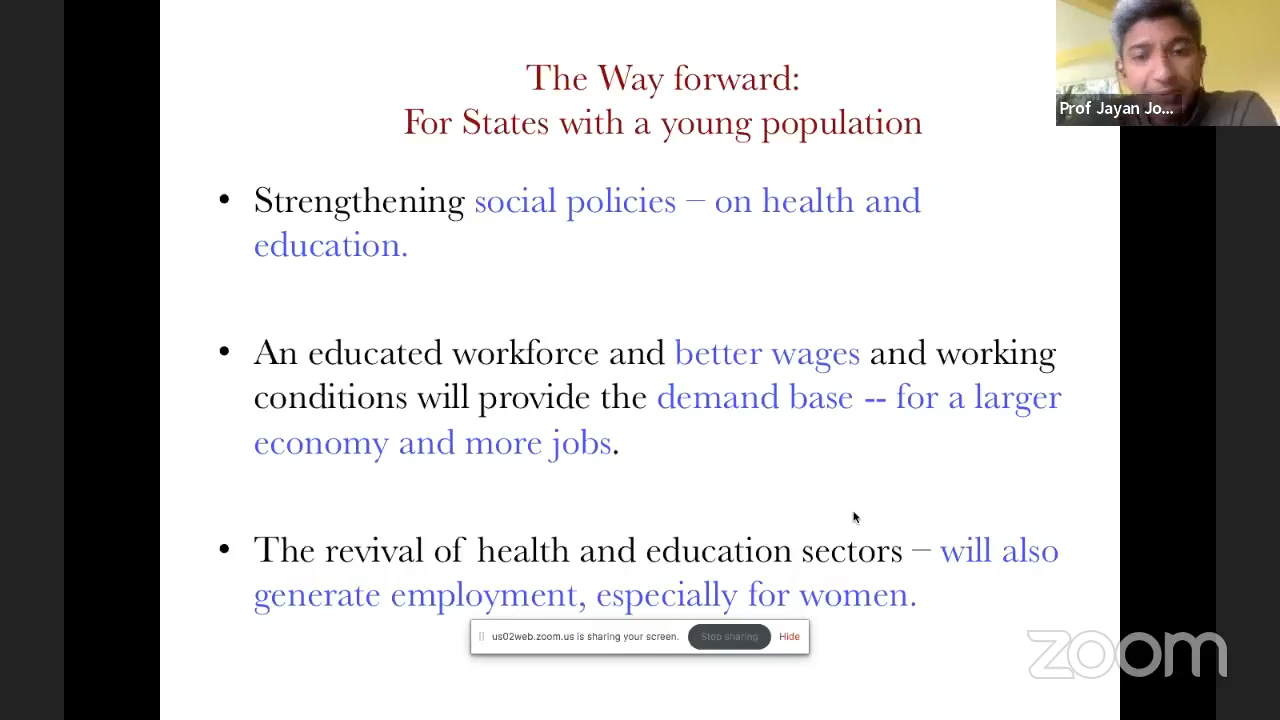 The Way forward:
For States with a young population
Prof Jayan Jo...
• Strengthening social policies – on health and
education.
• An educated workforce and better wages and working
conditions will provide the demand base -- for a larger
economy and more jobs.
• The revival of health and education sectors – will also
generate employment, especially for women.
us02web.zoom.us is sharing your screen. Stop sharing Hide
zoom